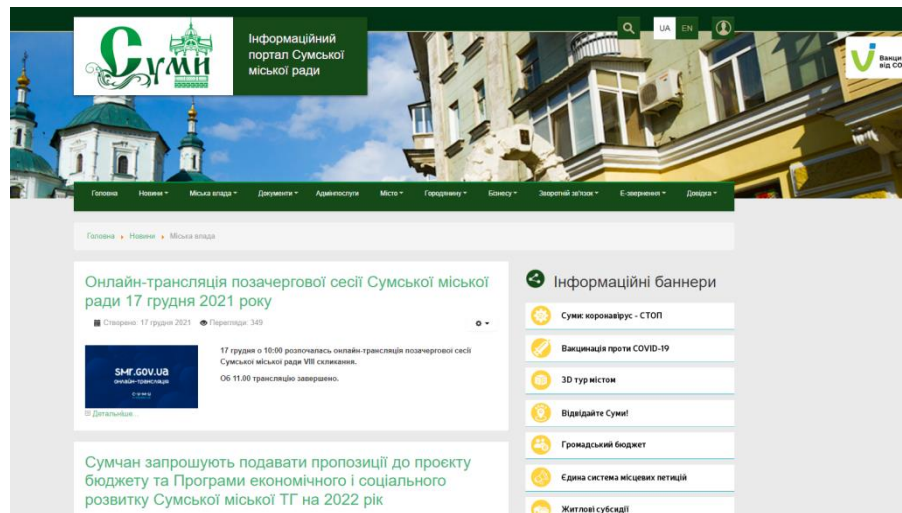 Суми
Інформаційний
портал Сумської
міської ради
UA EN
Вакци
від CO
Головна Новини Міська влада Документи Адмінпослуги Місто Городянину Бізнесу Зворотній зв'язок Е-звернення Довідка
Головна Новини Міська влада
Онлайн-трансляція позачергової сесії Сумської міської
ради 17 грудня 2021 року
Створено: 17 грудня 2021 Перегляди: 349
smr.gov.ua
онлайн-трансляція
суми
17 грудня о 10:00 розпочалась онлайн-трансляція позачергової сесії
Сумської міської ради VIII скликання.
Об 11.00 трансляцію завершено.
Детальніше...
Сумчан запрошують подавати пропозиції до проєкту
бюджету та Програми економічного і соціального
розвитку Сумської міської ТГ на 2022 рік
Інформаційні баннери
Суми: коронавірус - СТОП
Вакцинація проти COVID-19
3D тур містом
Відвідайте Суми!
Громадський бюджет
Єдина система місцевих петицій
Житлові субсидії